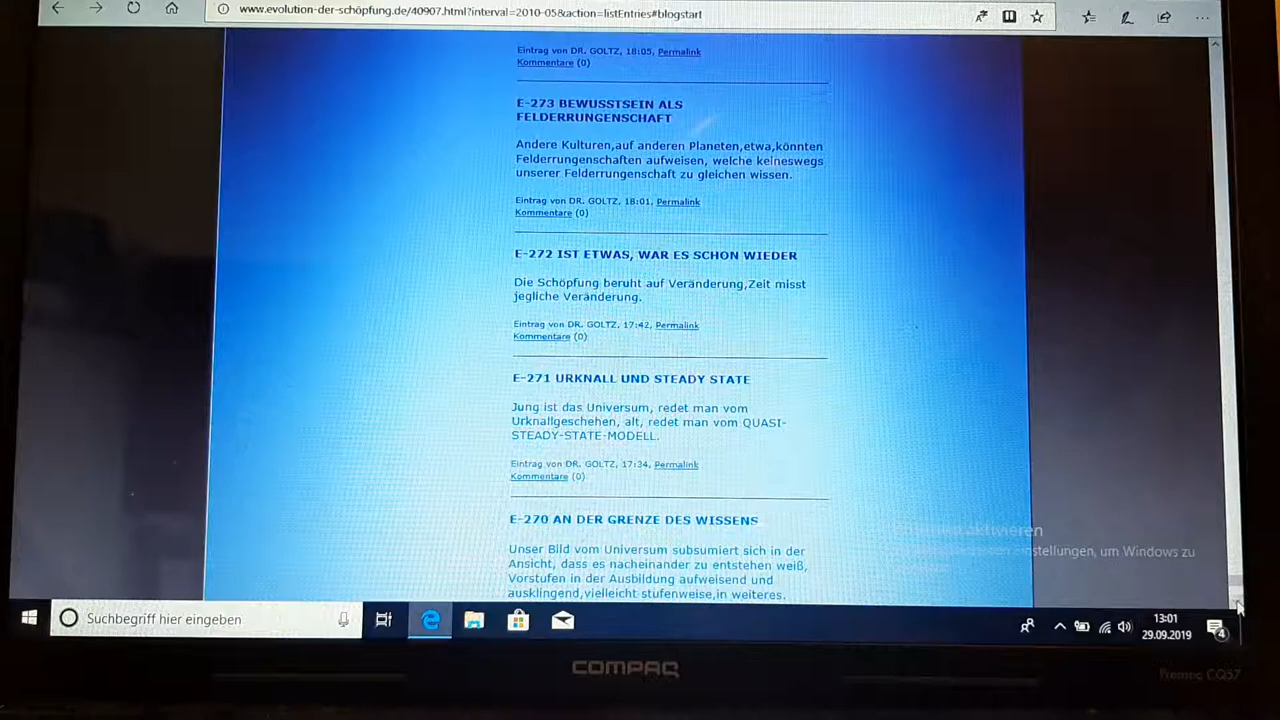 www.evolution-der-schöpfung.de/40907.html?interval=2010-05&action=listEntries#blogstart
Eintrag von DR. GOLTZ, 18:05, Permalink
Kommentare (0)
E-273 BEWUSSTSEIN ALS
FELDERRUNGENSCHAFT
Andere Kulturen,auf anderen Planeten,etwa,könnten
Felderrungenschaften aufweisen, welche keineswegs
unserer Felderrungenschaft zu gleichen wissen.
Eintrag von DR. GOLTZ, 18:01, Permalink
Kommentare (0)
E-272 IST ETWAS, WAR ES SCHON WIEDER
Die Schöpfung beruht auf Veränderung,Zeit misst
jegliche Veränderung.
Eintrag von DR. GOLTZ, 17:42, Permalink
Kommentare (0)
E-271 URKNALL UND STEADY STATE
Jung ist das Universum, redet man vom
Urknallgeschehen, alt, redet man vom QUASI-
STEADY-STATE-MODELL.
Eintrag von DR. GOLTZ, 17:34, Permalink
Kommentare (0)
E-270 AN DER GRENZE DES WISSENS
Unser Bild vom Universum subsumiert sich in der
Ansicht, dass es nacheinander zu entstehen weiß,
Vorstufen in der Ausbildung aufweisend und
ausklingend,vielleicht stufenweise,in weiteres.
aktivieren
um Windows zu
Suchbegriff hier eingeben
13:01
29.09.2019
4
COMPAQ
CQ57